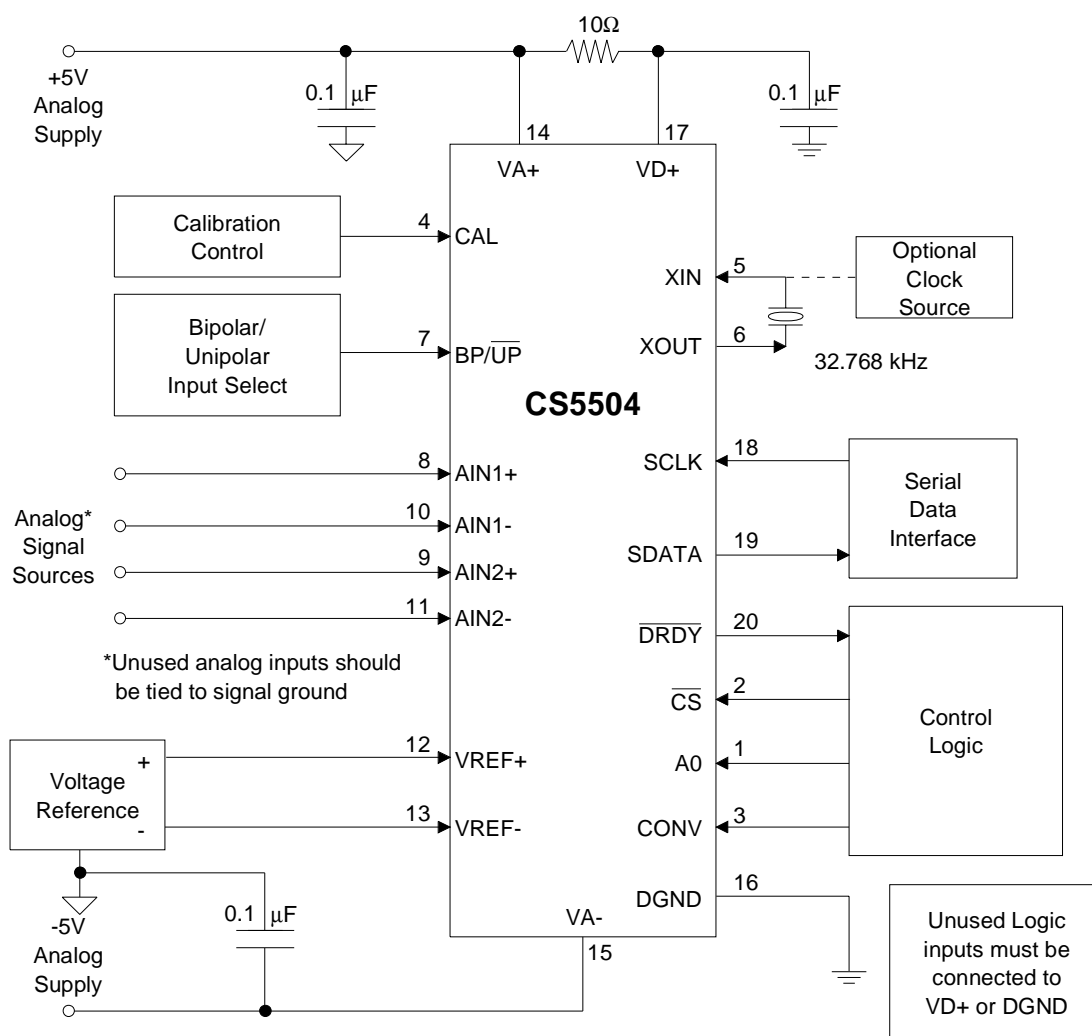 10Ω
+5V
Analog
Supply
0.1 µF
0.1 µF
14
17
VA+
VD+
Calibration
Control
4
CAL
XIN
5
Optional
Clock
Source
Bipolar/
Unipolar
Input Select
7
BP/U̅P̅
XOUT
6
32.768 kHz
CS5504
8
AIN1+
SCLK
18
Serial
Data
Interface
Analog*
Signal
Sources
10
AIN1-
9
AIN2+
SDATA
19
11
AIN2-
D̅R̅D̅Y̅
20
*Unused analog inputs should
be tied to signal ground
C̅S̅
2
Control
Logic
Voltage
Reference
+
-
12
VREF+
A0
1
13
VREF-
CONV
3
DGND
16
-5V
Analog
Supply
0.1 µF
VA-
15
Unused Logic
inputs must be
connected to
VD+ or DGND